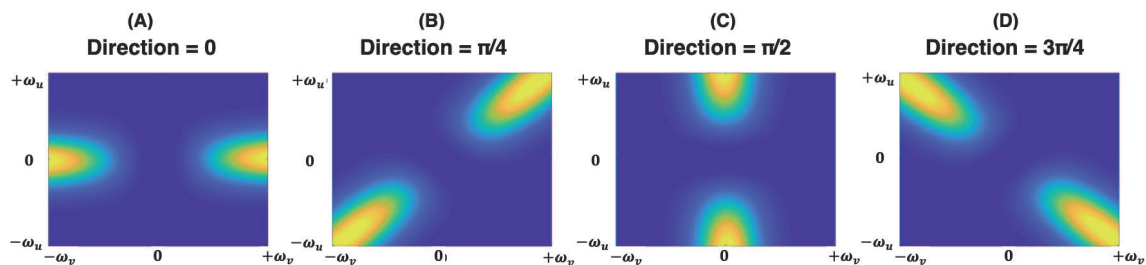 (A) (B) (C) (D)
Direction = 0 Direction = π/4 Direction = π/2 Direction = 3π/4
+ωᵤ +ωᵤ +ωᵤ +ωᵤ
0 0 0 0
−ωᵤ −ωᵤ −ωᵤ −ωᵤ
−ωᵥ 0 +ωᵥ −ωᵥ 0 +ωᵥ −ωᵥ 0 +ωᵥ −ωᵥ 0 +ωᵥ